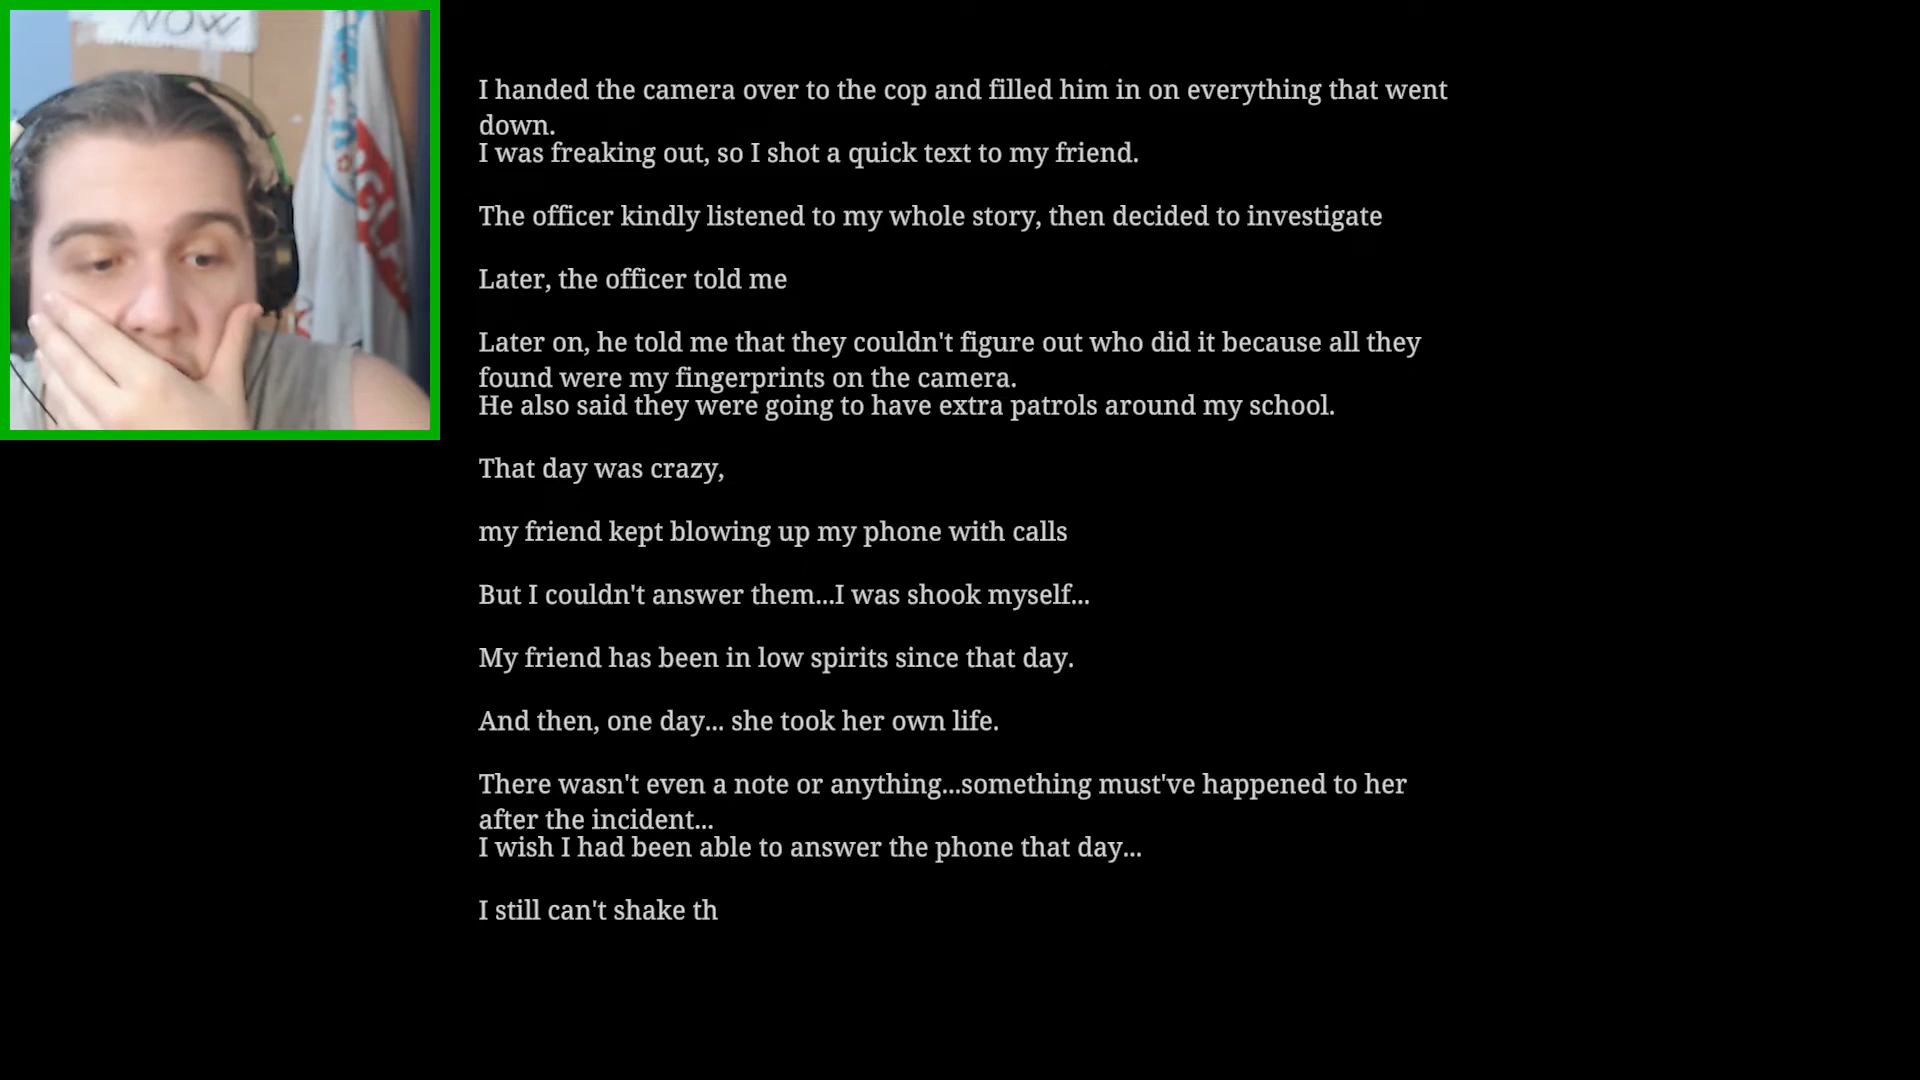 NOW
I handed the camera over to the cop and filled him in on everything that went
down.
I was freaking out, so I shot a quick text to my friend.
The officer kindly listened to my whole story, then decided to investigate
Later, the officer told me
Later on, he told me that they couldn't figure out who did it because all they
found were my fingerprints on the camera.
He also said they were going to have extra patrols around my school.
That day was crazy,
my friend kept blowing up my phone with calls
But I couldn't answer them...I was shook myself...
My friend has been in low spirits since that day.
And then, one day... she took her own life.
There wasn't even a note or anything...something must've happened to her
after the incident...
I wish I had been able to answer the phone that day...
I still can't shake th